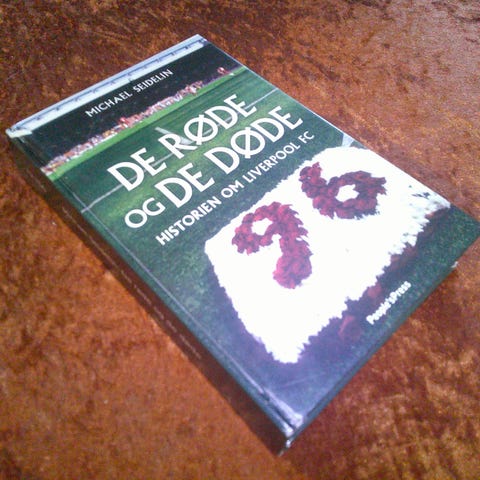 MICHAEL SEIDELIN
DE RØDE
OG DE DØDE
HISTORIEN OM LIVERPOOL FC
96
People'sPress